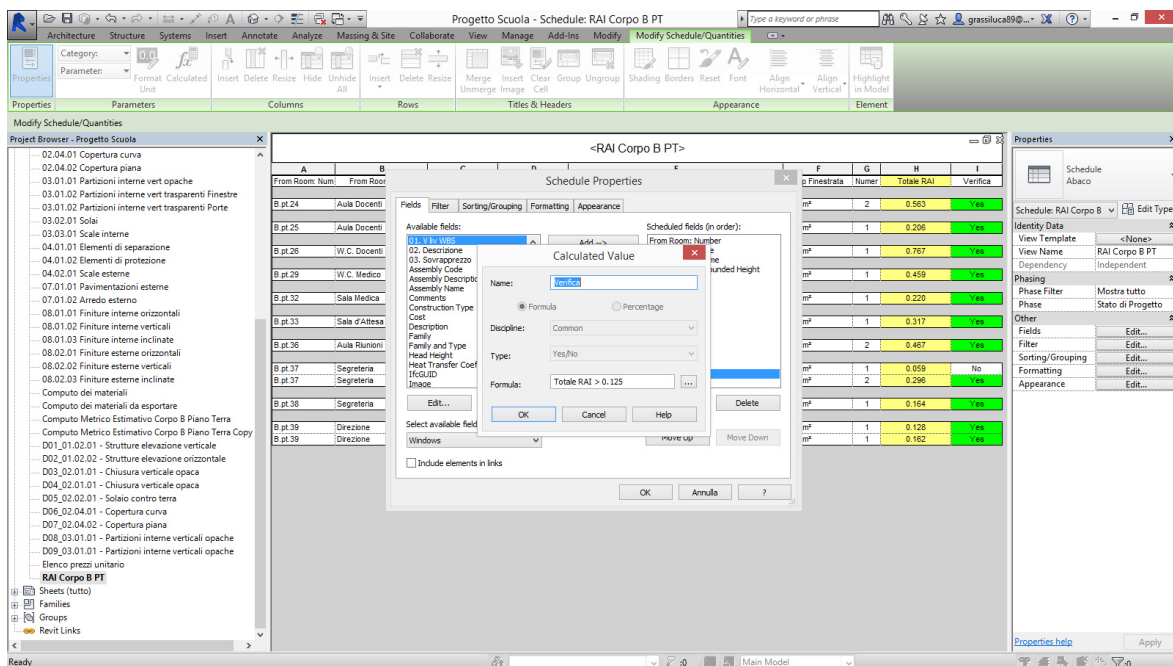 Progetto Scuola - Schedule: RAI Corpo B PT
Type a keyword or phrase
grassiluca89@...
Architecture Structure Systems Insert Annotate Analyze Massing & Site Collaborate View Manage Add-Ins Modify Modify Schedule/Quantities
Category:
Parameter:
Properties
Format Unit
Calculated
Insert Delete Resize Hide Unhide All
Insert Delete Resize
Merge Unmerge
Insert Image
Clear Cell
Group Ungroup
Shading Borders Reset Font
Align Horizontal
Align Vertical
Highlight in Model
Properties Parameters Columns Rows Titles & Headers Appearance Element
Modify Schedule/Quantities
Project Browser - Progetto Scuola
02.04.01 Copertura curva
02.04.02 Copertura piana
03.01.01 Partizioni interne vert opache
03.01.02 Partizioni interne vert trasparenti Finestre
03.01.02 Partizioni interne vert trasparenti Porte
03.02.01 Solai
03.03.01 Scale interne
04.01.01 Elementi di separazione
04.01.02 Elementi di protezione
04.02.01 Scale esterne
07.01.01 Pavimentazioni esterne
07.01.02 Arredo esterno
08.01.01 Finiture interne orizzontali
08.01.02 Finiture interne verticali
08.01.03 Finiture interne inclinate
08.02.01 Finiture esterne orizzontali
08.02.02 Finiture esterne verticali
08.02.03 Finiture esterne inclinate
Computo dei materiali
Computo dei materiali da esportare
Computo Metrico Estimativo Corpo B Piano Terra
Computo Metrico Estimativo Corpo B Piano Terra Copy
D01_01.02.01 - Strutture elevazione verticale
D02_01.02.02 - Strutture elevazione orizzontale
D03_02.01.01 - Chiusura verticale opaca
D04_02.01.01 - Chiusura verticale opaca
D05_02.02.01 - Solaio contro terra
D06_02.04.01 - Copertura curva
D07_02.04.02 - Copertura piana
D08_03.01.01 - Partizioni interne verticali opache
D09_03.01.01 - Partizioni interne verticali opache
Elenco prezzi unitario
RAI Corpo B PT
Sheets (tutto)
Families
Groups
Revit Links
<RAI Corpo B PT>
A B C D E F G H I
From Room: Num From Roor p Finestrata Numer Totale RAI Verifica
B.pt.24 Aula Docenti m² 2 0.563 Yes
B.pt.25 Aula Docenti m² 1 0.206 Yes
B.pt.26 W.C. Docenti m² 1 0.767 Yes
B.pt.29 W.C. Medico m² 1 0.459 Yes
B.pt.32 Sala Medica m² 1 0.220 Yes
B.pt.33 Sala d'Attesa m² 1 0.317 Yes
B.pt.36 Aula Riunioni m² 2 0.467 Yes
B.pt.37 Segreteria m² 1 0.059 No
B.pt.37 Segreteria m² 2 0.296 Yes
B.pt.38 Segreteria m² 1 0.164 Yes
B.pt.39 Direzione m² 1 0.128 Yes
B.pt.39 Direzione m² 1 0.162 Yes
Schedule Properties
Fields Filter Sorting/Grouping Formatting Appearance
Available fields:
01. V liv WBS
02. Descrizione
03. Sovrapprezzo
Assembly Code
Assembly Descriptio
Assembly Name
Comments
Construction Type
Cost
Description
Family
Family and Type
Head Height
Heat Transfer Coef
IfcGUID
Image
Add -->
Scheduled fields (in order):
From Room: Number
me
ounded Height
Edit...
Delete
Select available field
Windows
Move Up
Move Down
Include elements in links
OK Annulla ?
Calculated Value
Name: Verifica
Formula Percentage
Discipline: Common
Type: Yes/No
Formula: Totale RAI > 0.125 ...
OK Cancel Help
Properties
Schedule
Abaco
Schedule: RAI Corpo B Edit Type
Identity Data
View Template <None>
View Name RAI Corpo B PT
Dependency Independent
Phasing
Phase Filter Mostra tutto
Phase Stato di Progetto
Other
Fields Edit...
Filter Edit...
Sorting/Grouping Edit...
Formatting Edit...
Appearance Edit...
Properties help Apply
Ready
:0
Main Model
:0